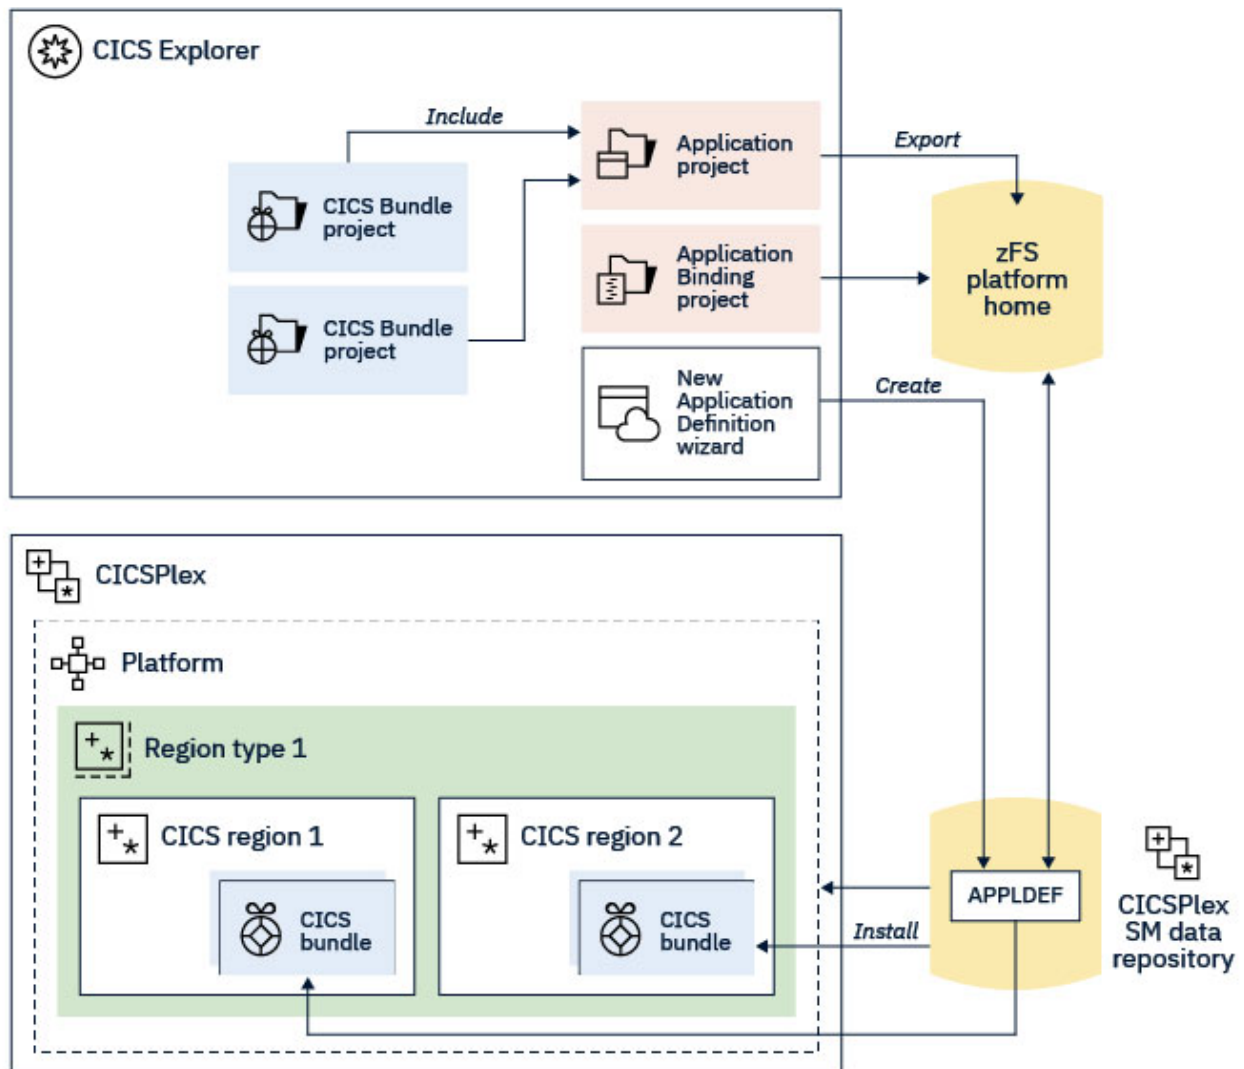 CICS Explorer
Include
CICS Bundle
project
CICS Bundle
project
Application
project
Application
Binding
project
New
Application
Definition
wizard
Export
zFS
platform
home
Create
CICSPlex
Platform
Region type 1
+
*
CICS region 1
CICS
bundle
CICS region 2
CICS
bundle
Install
APPLDEF
CICSPlex
SM data
repository